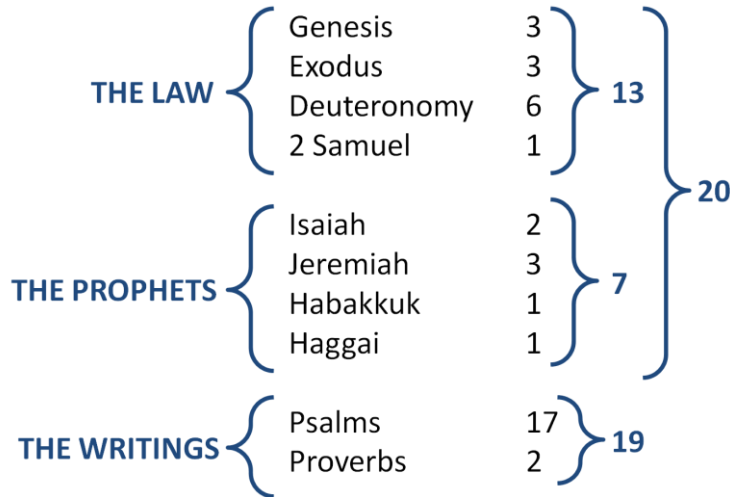 Genesis 3
Exodus 3
THE LAW 13
Deuteronomy 6
2 Samuel 1
20
Isaiah 2
Jeremiah 3
THE PROPHETS 7
Habakkuk 1
Haggai 1
Psalms 17
THE WRITINGS 19
Proverbs 2